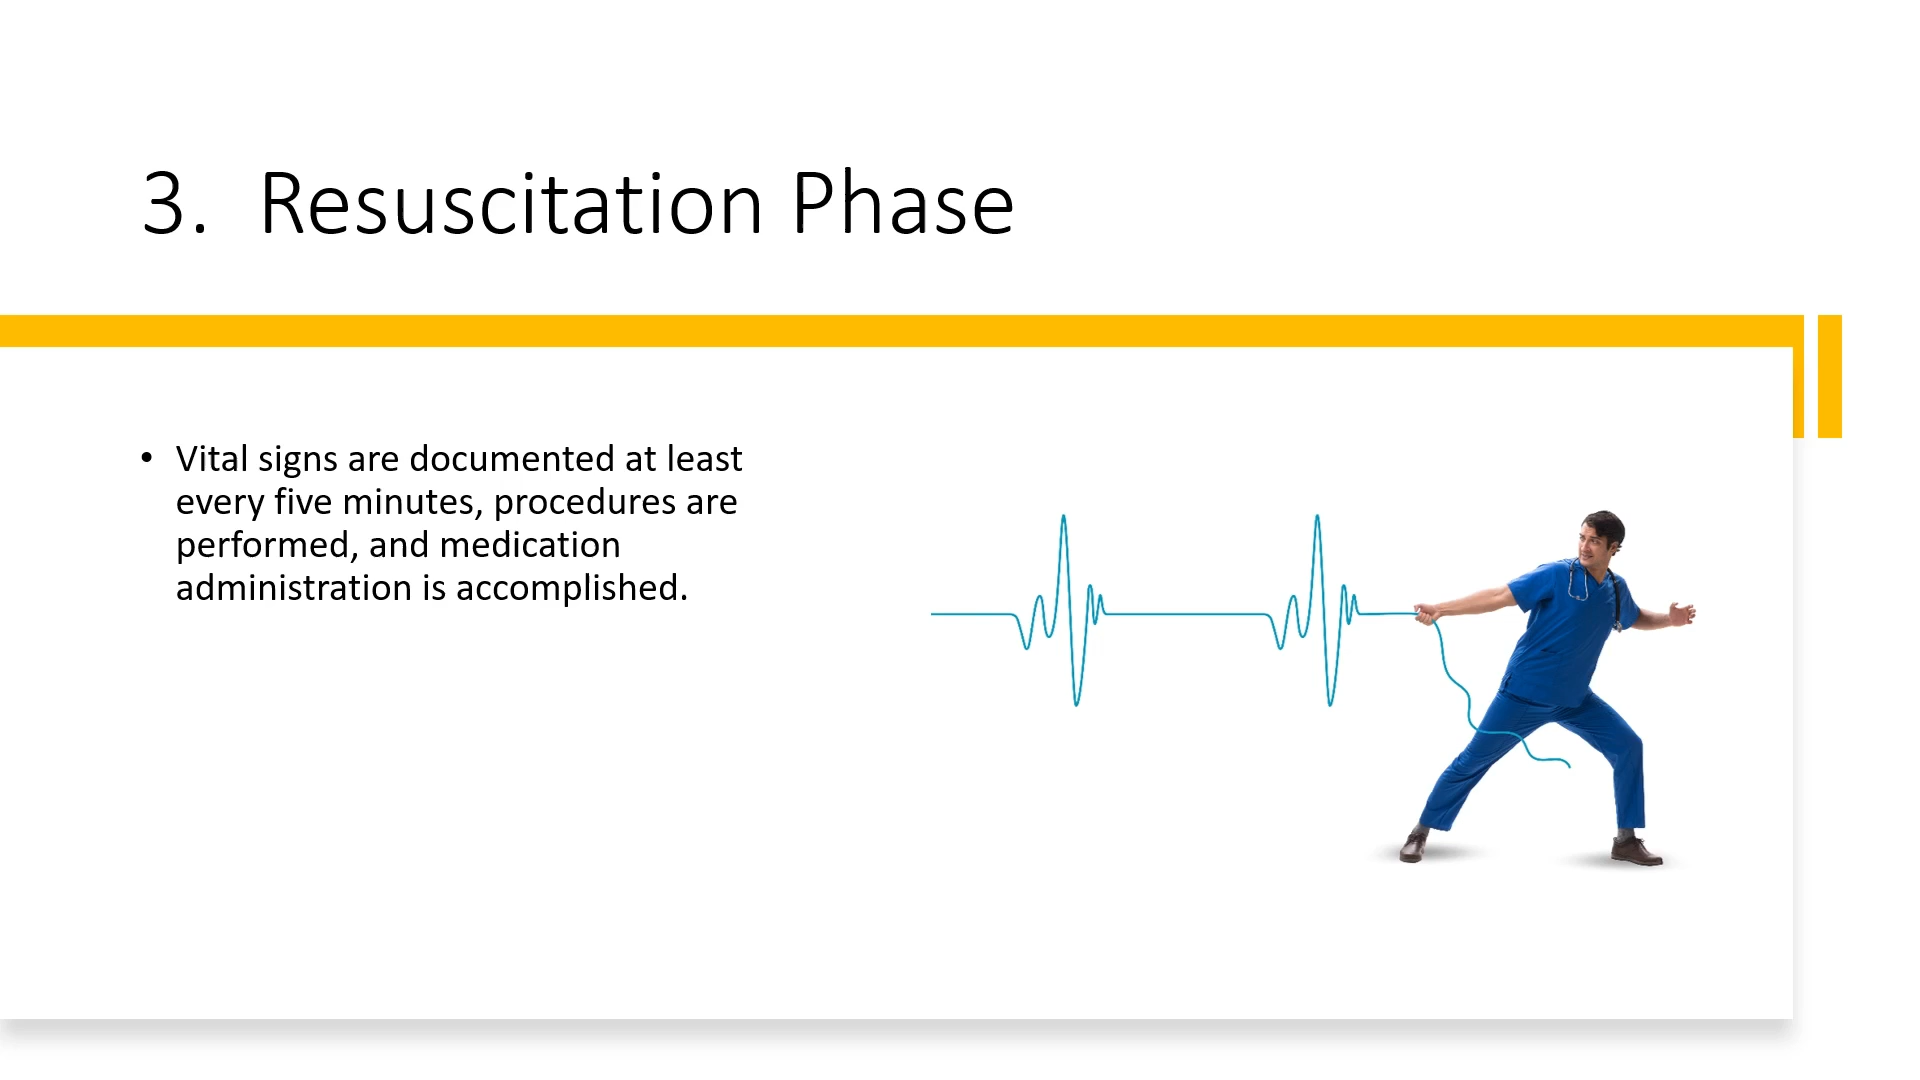 3. Resuscitation Phase
• Vital signs are documented at least
every five minutes, procedures are
performed, and medication
administration is accomplished.